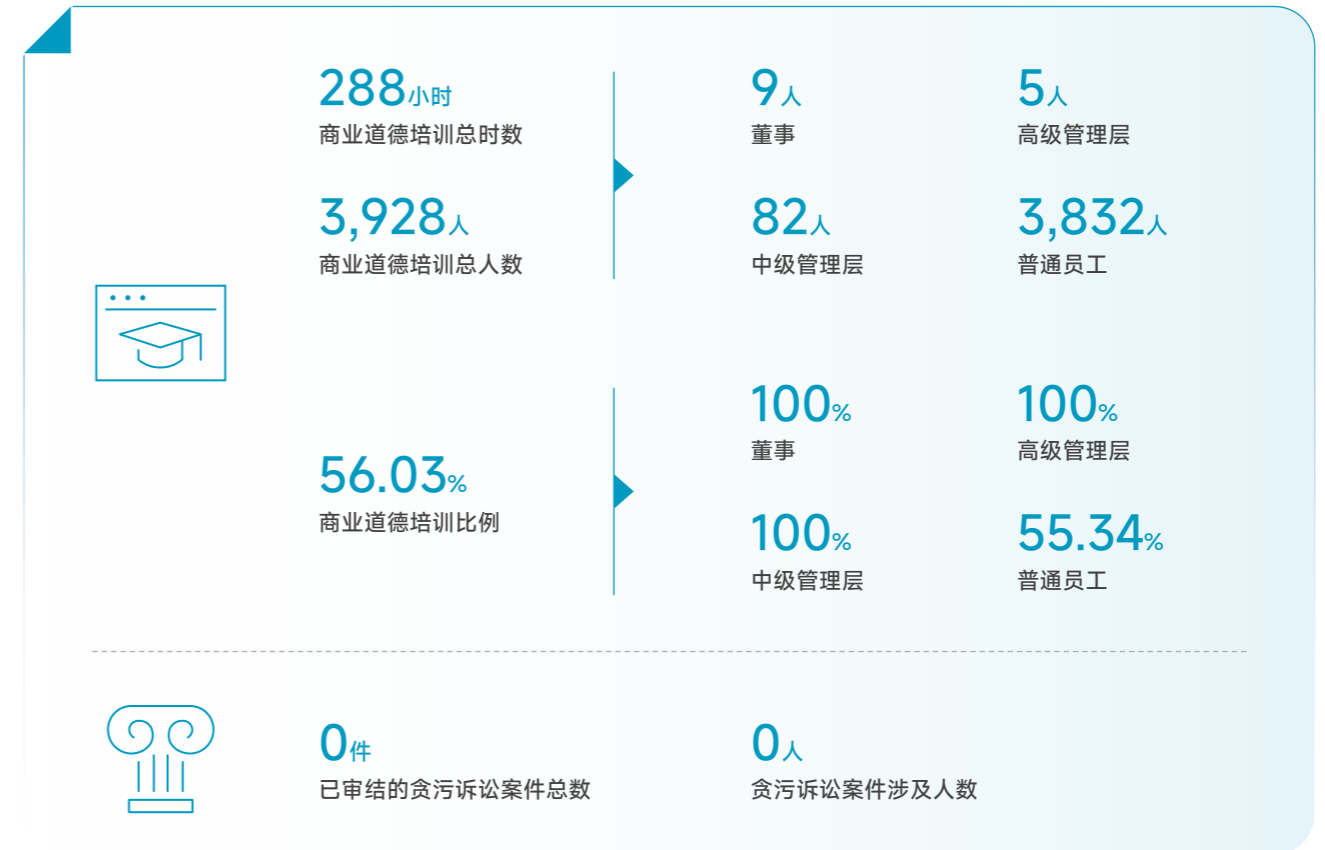 288小时
商业道德培训总时数
3,928人
商业道德培训总人数
9人
董事
5人
高级管理层
82人
中级管理层
3,832人
普通员工
56.03%
商业道德培训比例
100%
董事
100%
高级管理层
100%
中级管理层
55.34%
普通员工
0件
已审结的贪污诉讼案件总数
0人
贪污诉讼案件涉及人数